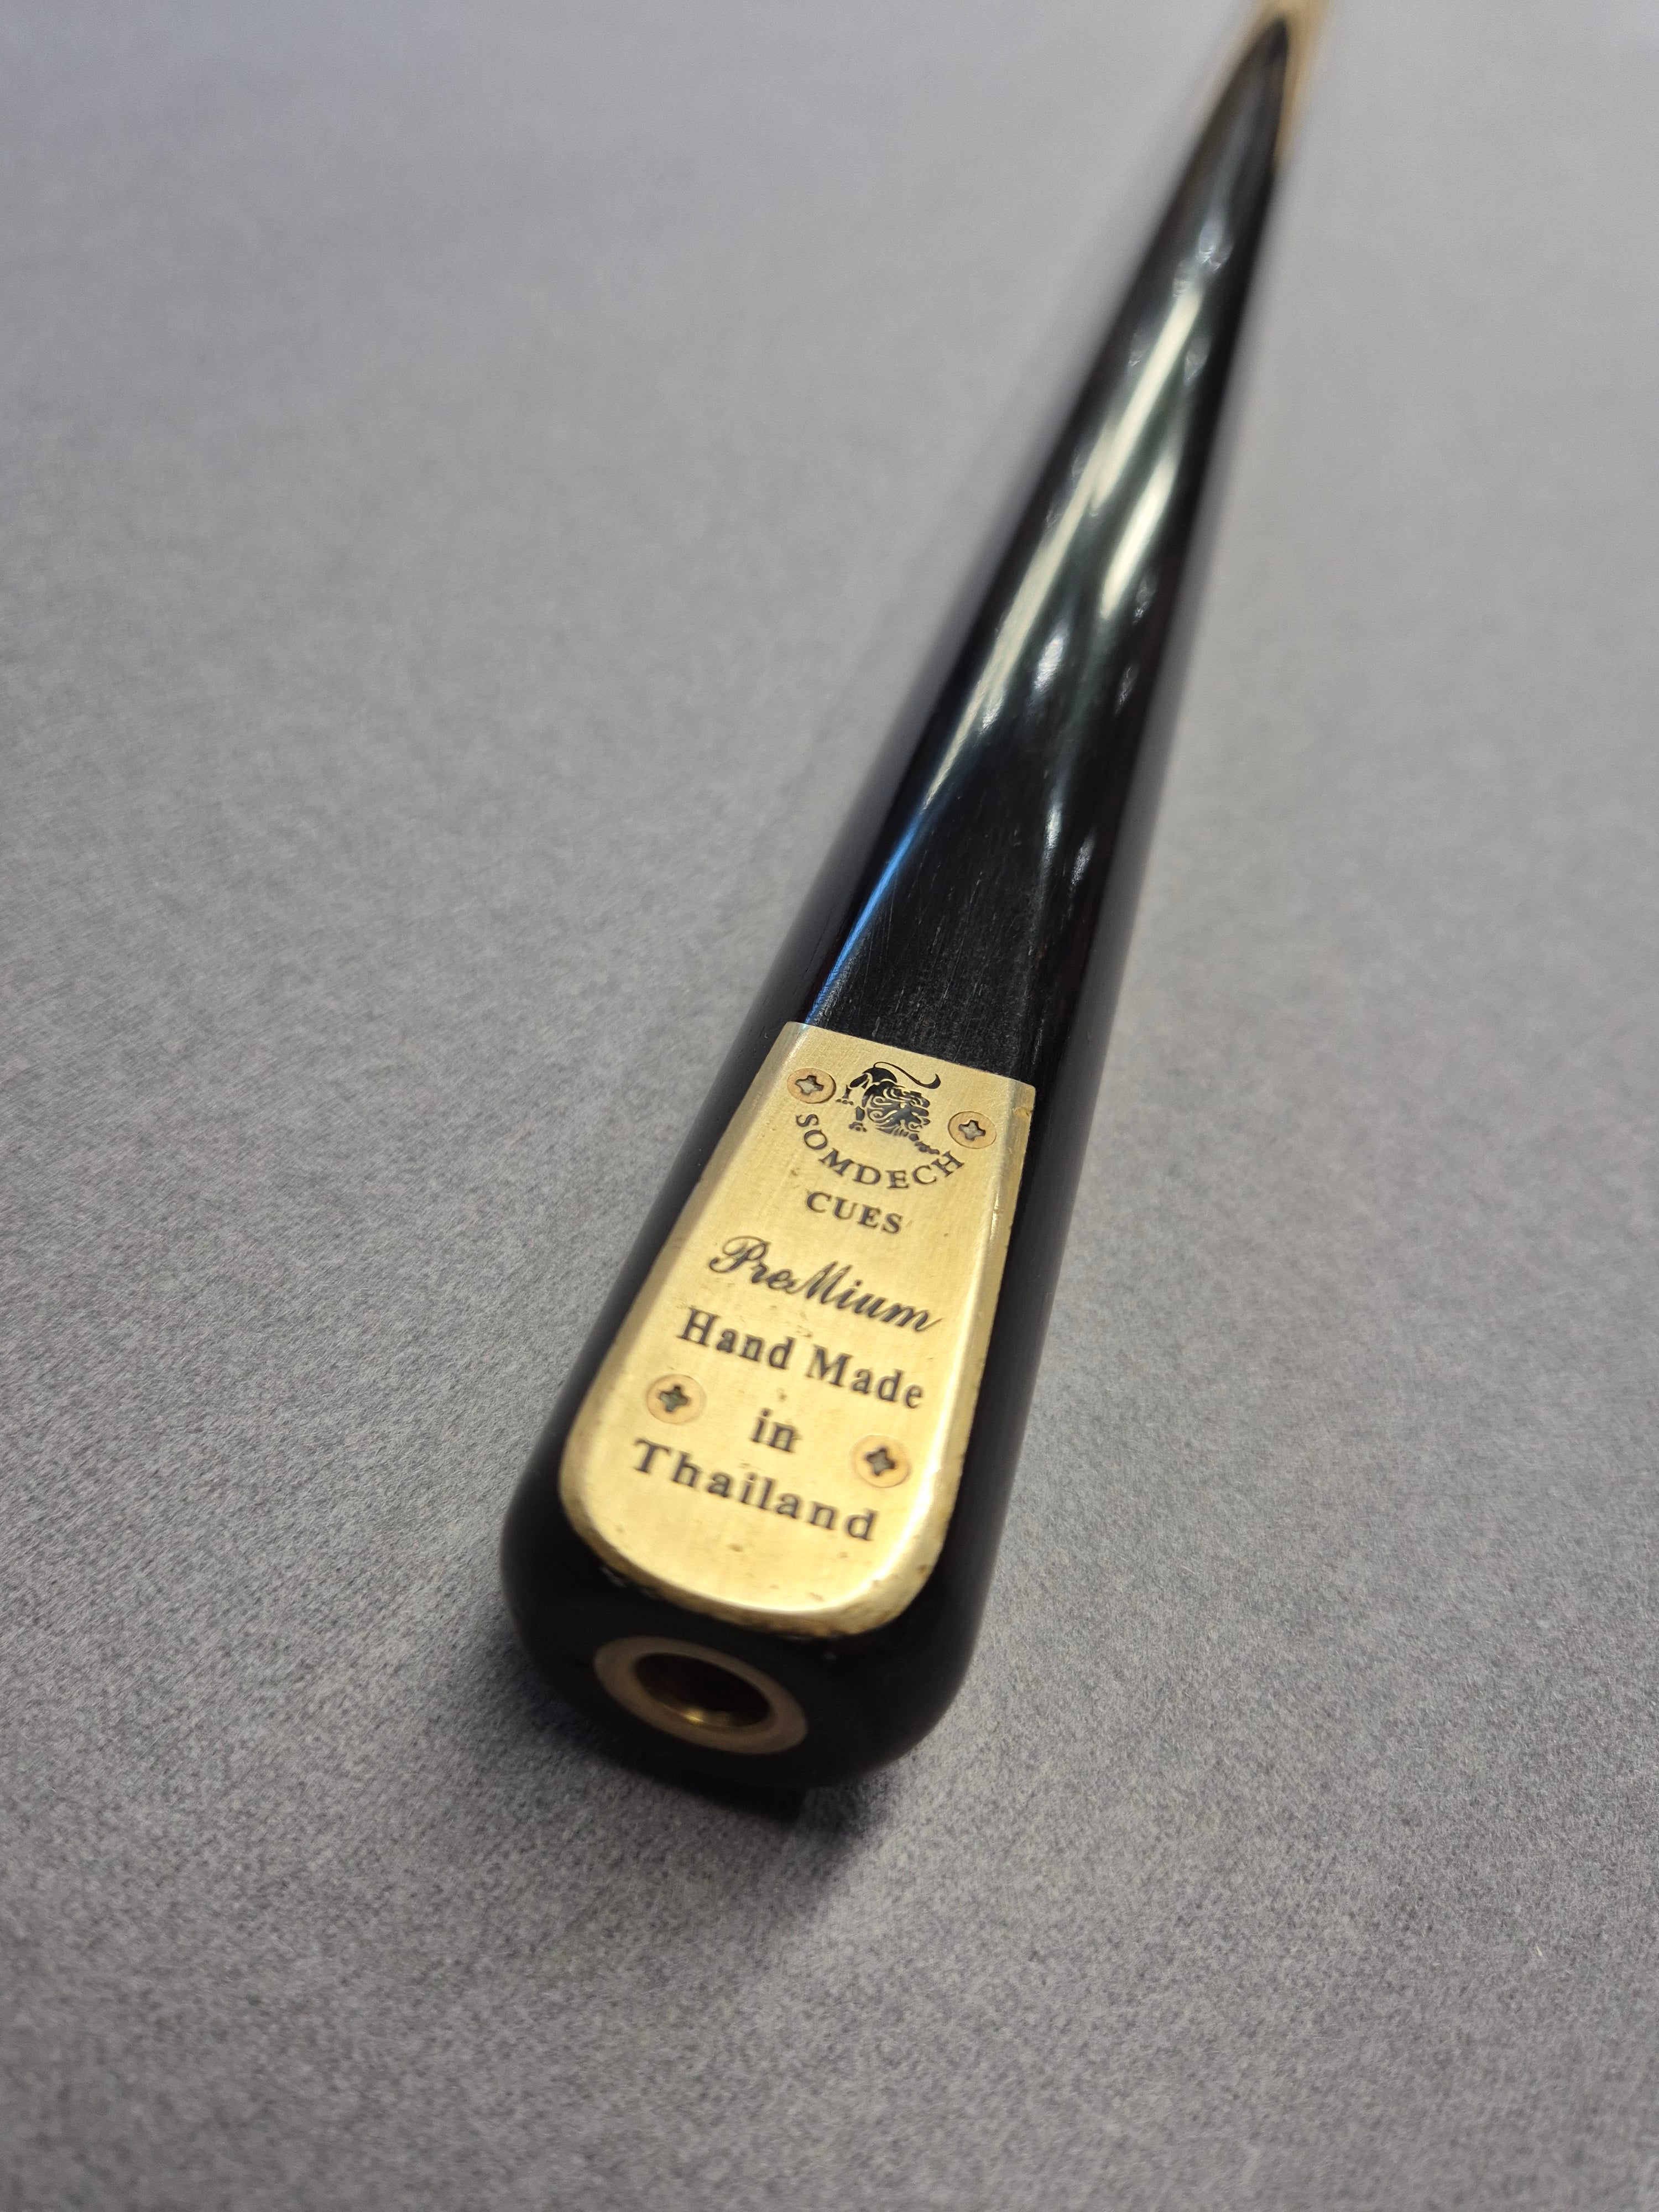 SOMDECH
CUES
PreMium
Hand Made
in
Thailand